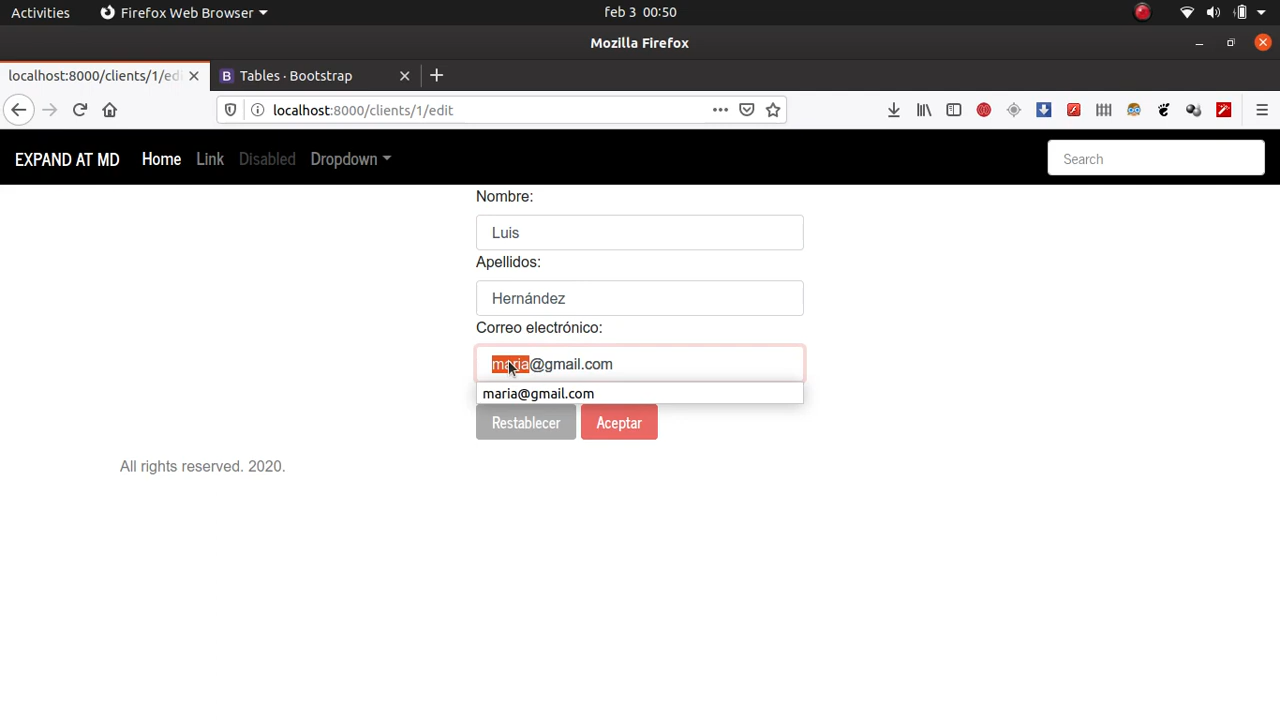 Activities Firefox Web Browser feb 3 00:50
Mozilla Firefox
localhost:8000/clients/1/edi B Tables · Bootstrap
localhost:8000/clients/1/edit
EXPAND AT MD Home Link Disabled Dropdown Search
Nombre:
Luis
Apellidos:
Hernández
Correo electrónico:
maria@gmail.com
maria@gmail.com
Restablecer Aceptar
All rights reserved. 2020.